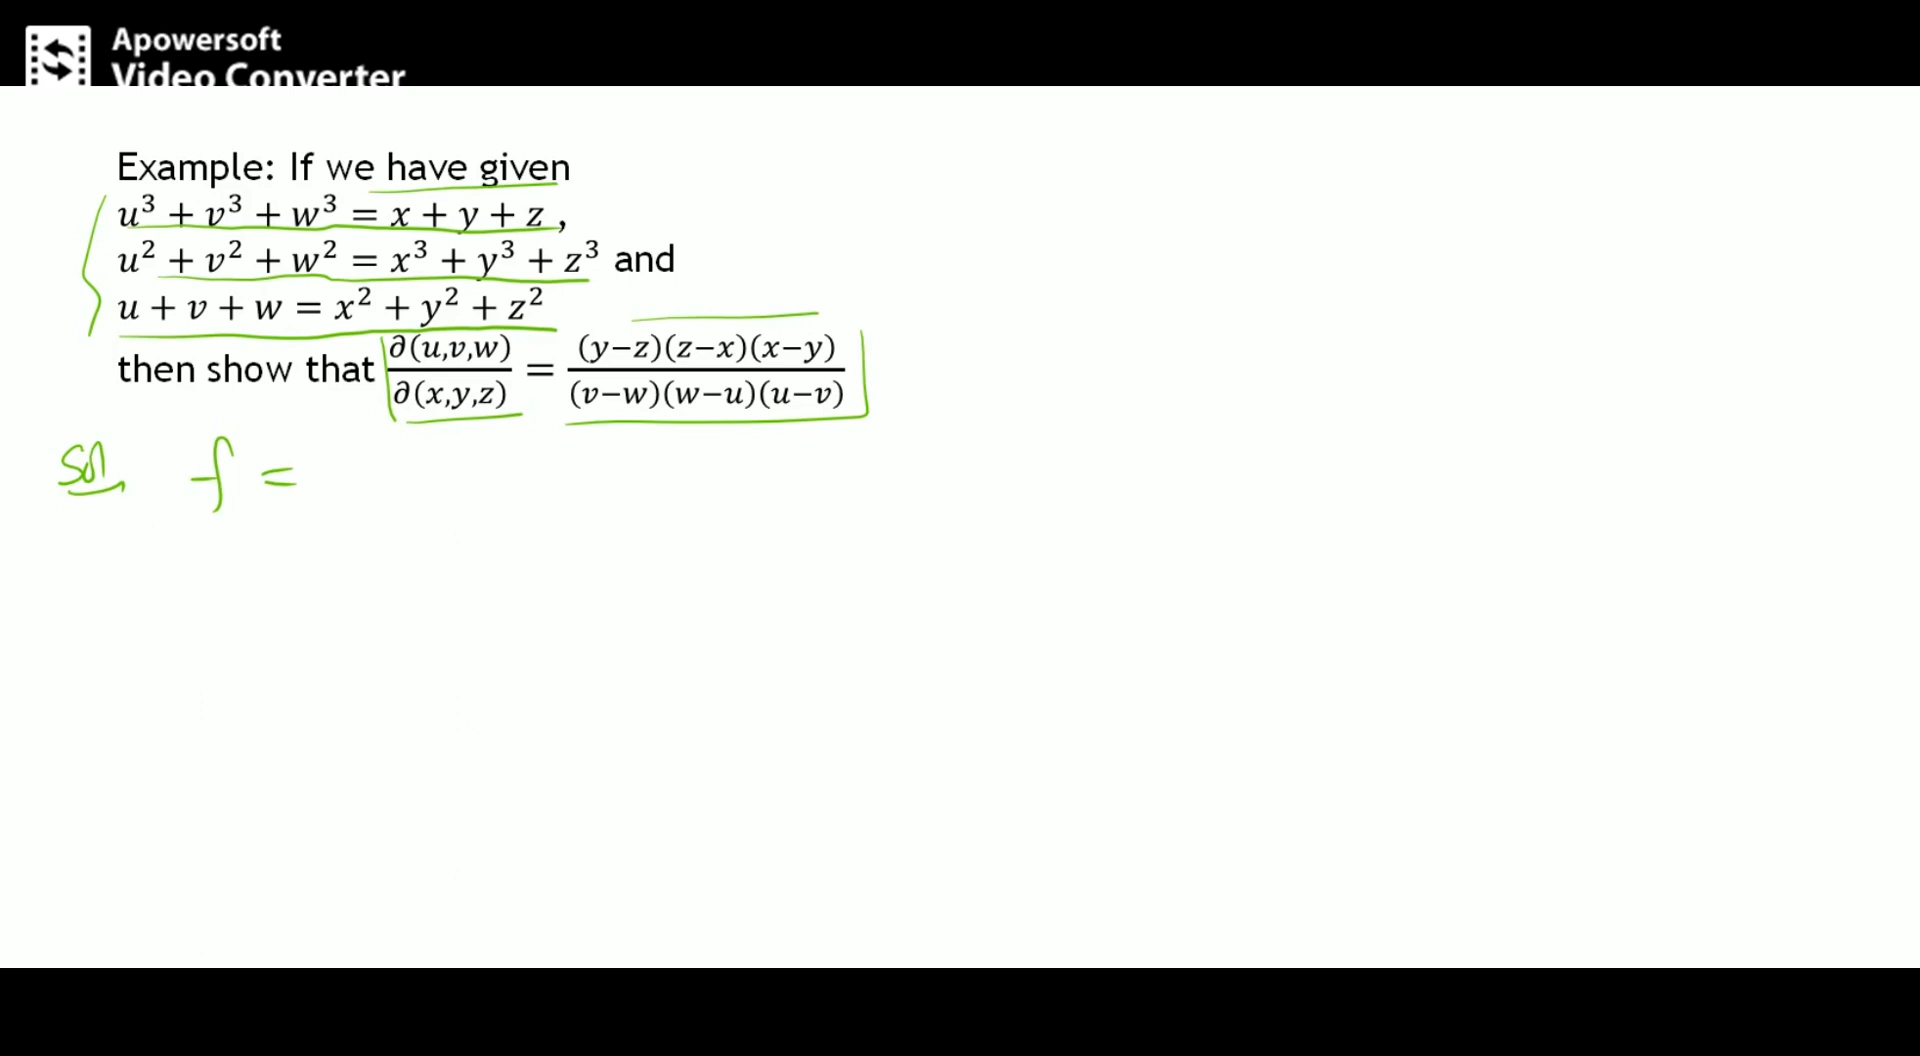 Apowersoft
Video Converter
Example: If we have given
u³ + v³ + w³ = x + y + z ,
u² + v² + w² = x³ + y³ + z³ and
u + v + w = x² + y² + z²
then show that ∂(u,v,w)/∂(x,y,z) = (y−z)(z−x)(x−y)/(v−w)(w−u)(u−v)
Sol f =